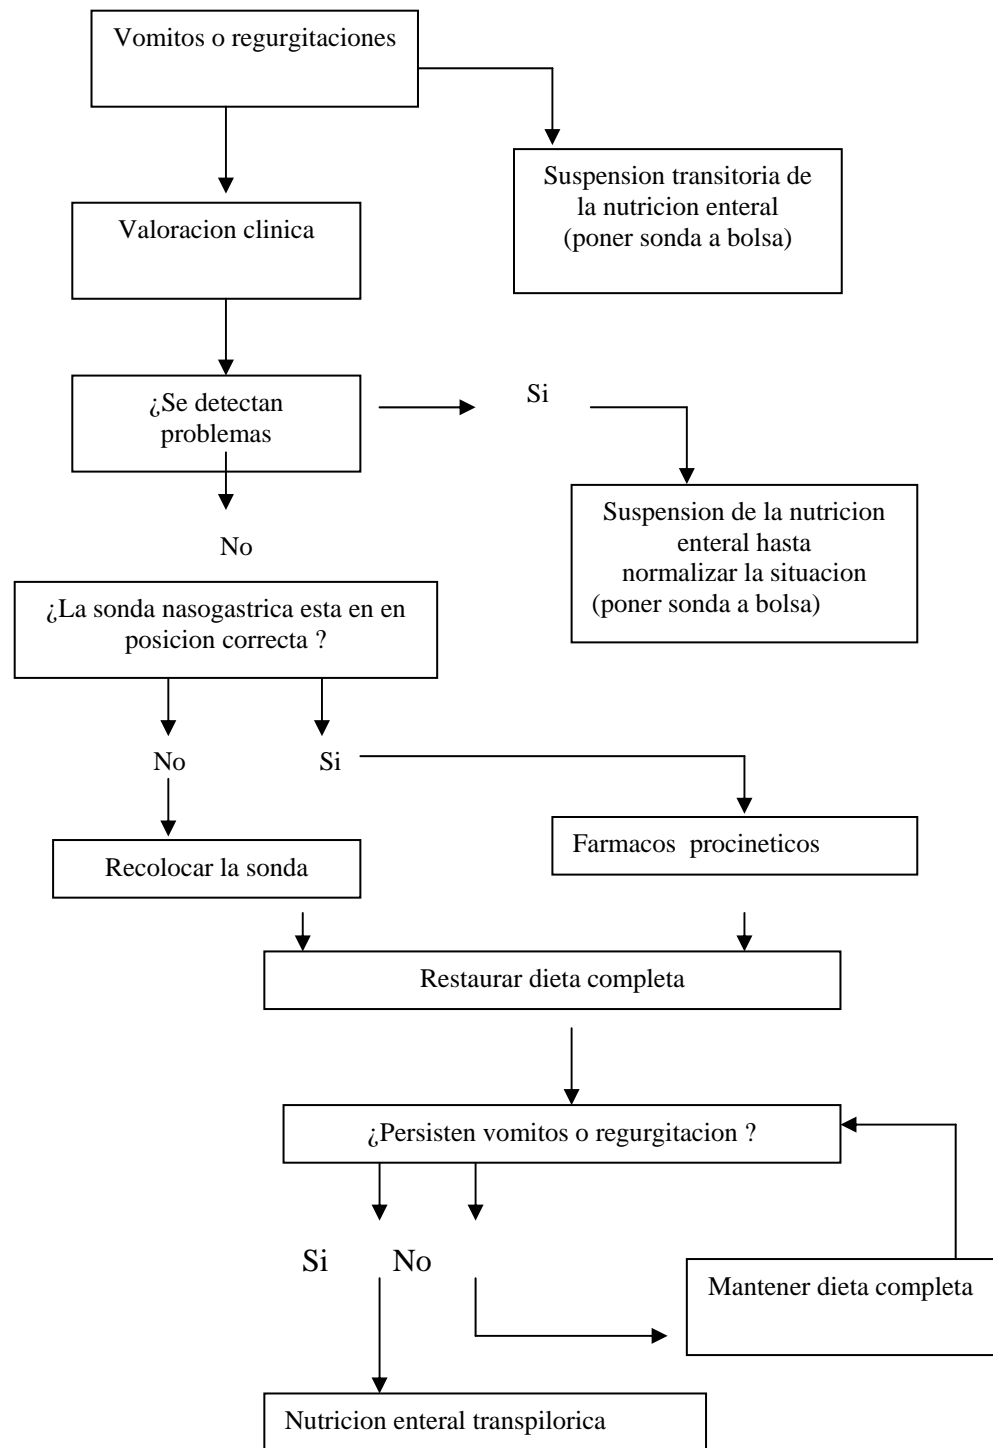 Vomitos o regurgitaciones
Suspension transitoria de
la nutricion enteral
(poner sonda a bolsa)
Valoracion clinica
¿Se detectan
problemas
Si
Suspension de la nutricion
enteral hasta
normalizar la situacion
(poner sonda a bolsa)
No
¿La sonda nasogastrica esta en en
posicion correcta ?
No
Si
Recolocar la sonda
Farmacos procineticos
Restaurar dieta completa
¿Persisten vomitos o regurgitacion ?
Si
No
Mantener dieta completa
Nutricion enteral transpilorica